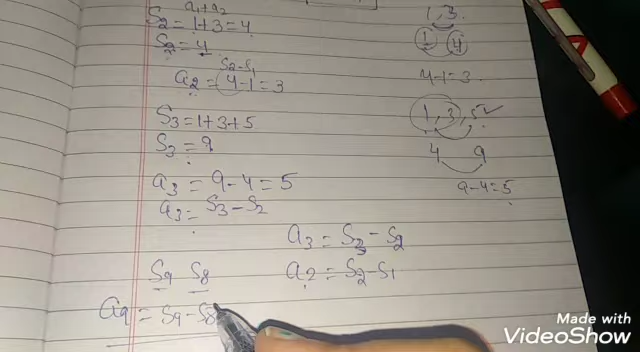 a₁+a₂
S₂=1+3=4
S₂=4
S₂-S₁
a₂=4-1=3
S₃=1+3+5
S₃=9
a₃=9-4=5
a₃=S₃-S₂
S₉ S₈
a₉=S₉-S₈
a₃=S₃-S₂
a₂=S₂-S₁
1,3
1 4
4-1=3
1,3,5✓
4 9
9-4=5
Made with
VideoShow